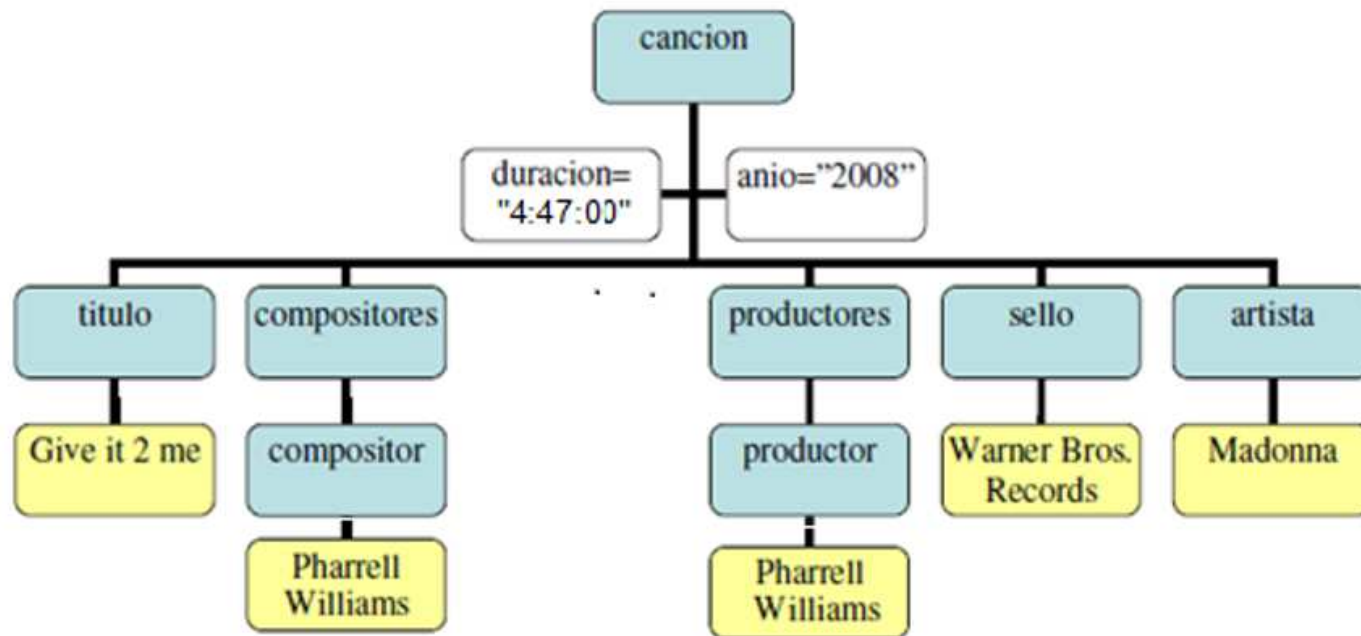 cancion
duracion=
"4:47:00"
anio=”2008”
titulo
compositores
productores
sello
artista
Give it 2 me
compositor
productor
Warner Bros.
Records
Madonna
Pharrell
Williams
Pharrell
Williams